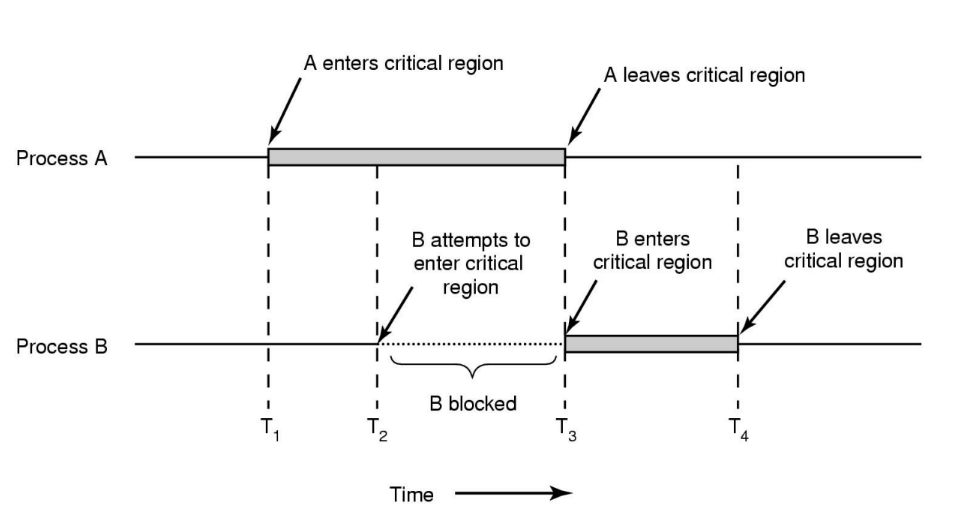 A enters critical region
A leaves critical region
Process A
B attempts to
enter critical
region
B enters
critical region
B leaves
critical region
Process B
B blocked
T1
T2
T3
T4
Time